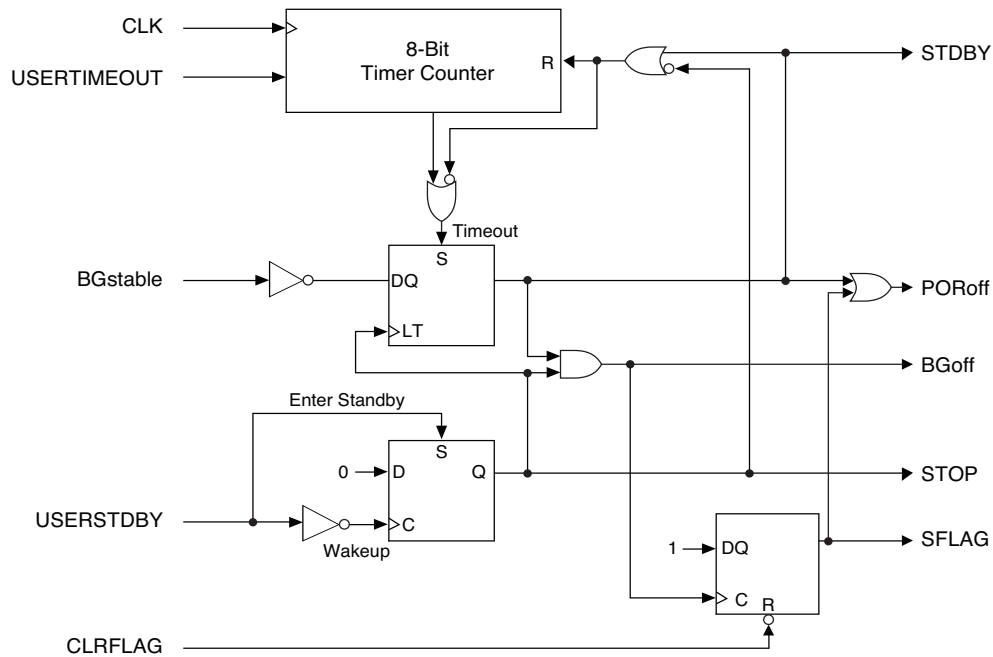 CLK
USERTIMEOUT
8-Bit
Timer Counter
R
STDBY
Timeout
S
BGstable
DQ
LT
PORoff
BGoff
Enter Standby
S
0
D
Q
STOP
USERSTDBY
C
Wakeup
1
DQ
SFLAG
C
R
CLRFLAG